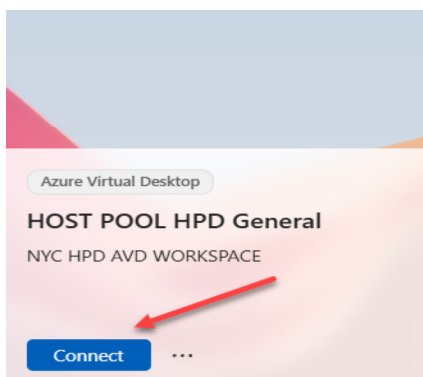 Azure Virtual Desktop
HOST POOL HPD General
NYC HPD AVD WORKSPACE
Connect ...